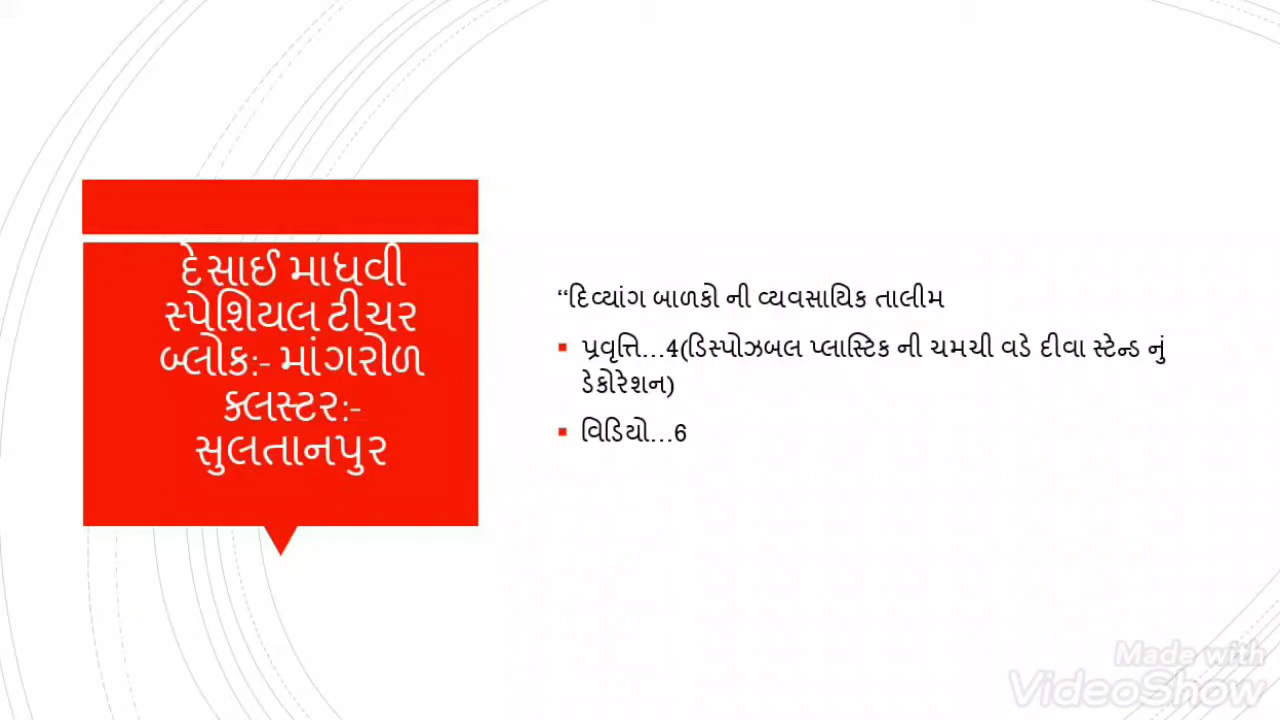 દેસાઈ માધવી
સ્પેશિયલ ટીચર
બ્લોક:- માંગરોળ
ક્લસ્ટર:-
સુલતાનપુર
“દિવ્યાંગ બાળકો ની વ્યવસાયિક તાલીમ
▪ પ્રવૃત્તિ...4(ડિસ્પોઝબલ પ્લાસ્ટિક ની ચમચી વડે દીવા સ્ટેન્ડ નું
ડેકોરેશન)
▪ વિડિયો...6
Made with
VideoShow